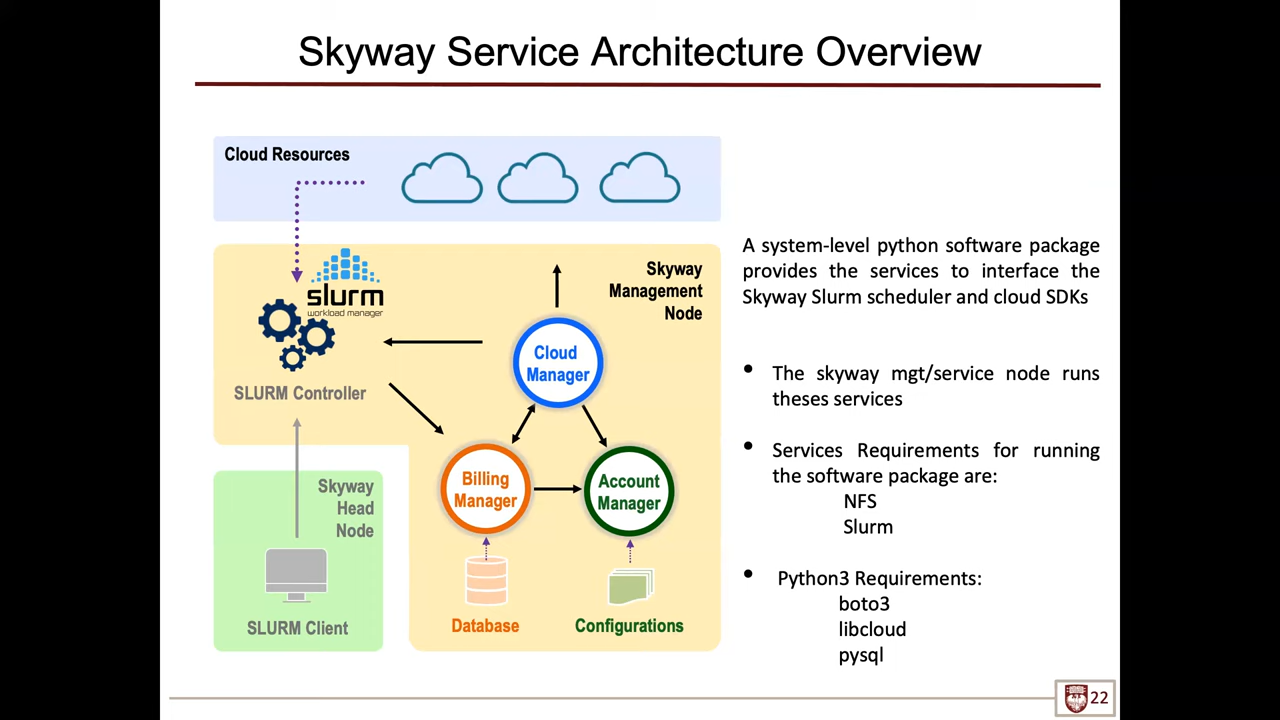 Skyway Service Architecture Overview
Cloud Resources
slurm
workload manager
SLURM Controller
Skyway
Management
Node
Cloud
Manager
Billing
Manager
Account
Manager
Skyway
Head
Node
SLURM Client
Database
Configurations
A system-level python software package
provides the services to interface the
Skyway Slurm scheduler and cloud SDKs
• The skyway mgt/service node runs
theses services
• Services Requirements for running
the software package are:
NFS
Slurm
• Python3 Requirements:
boto3
libcloud
pysql
22